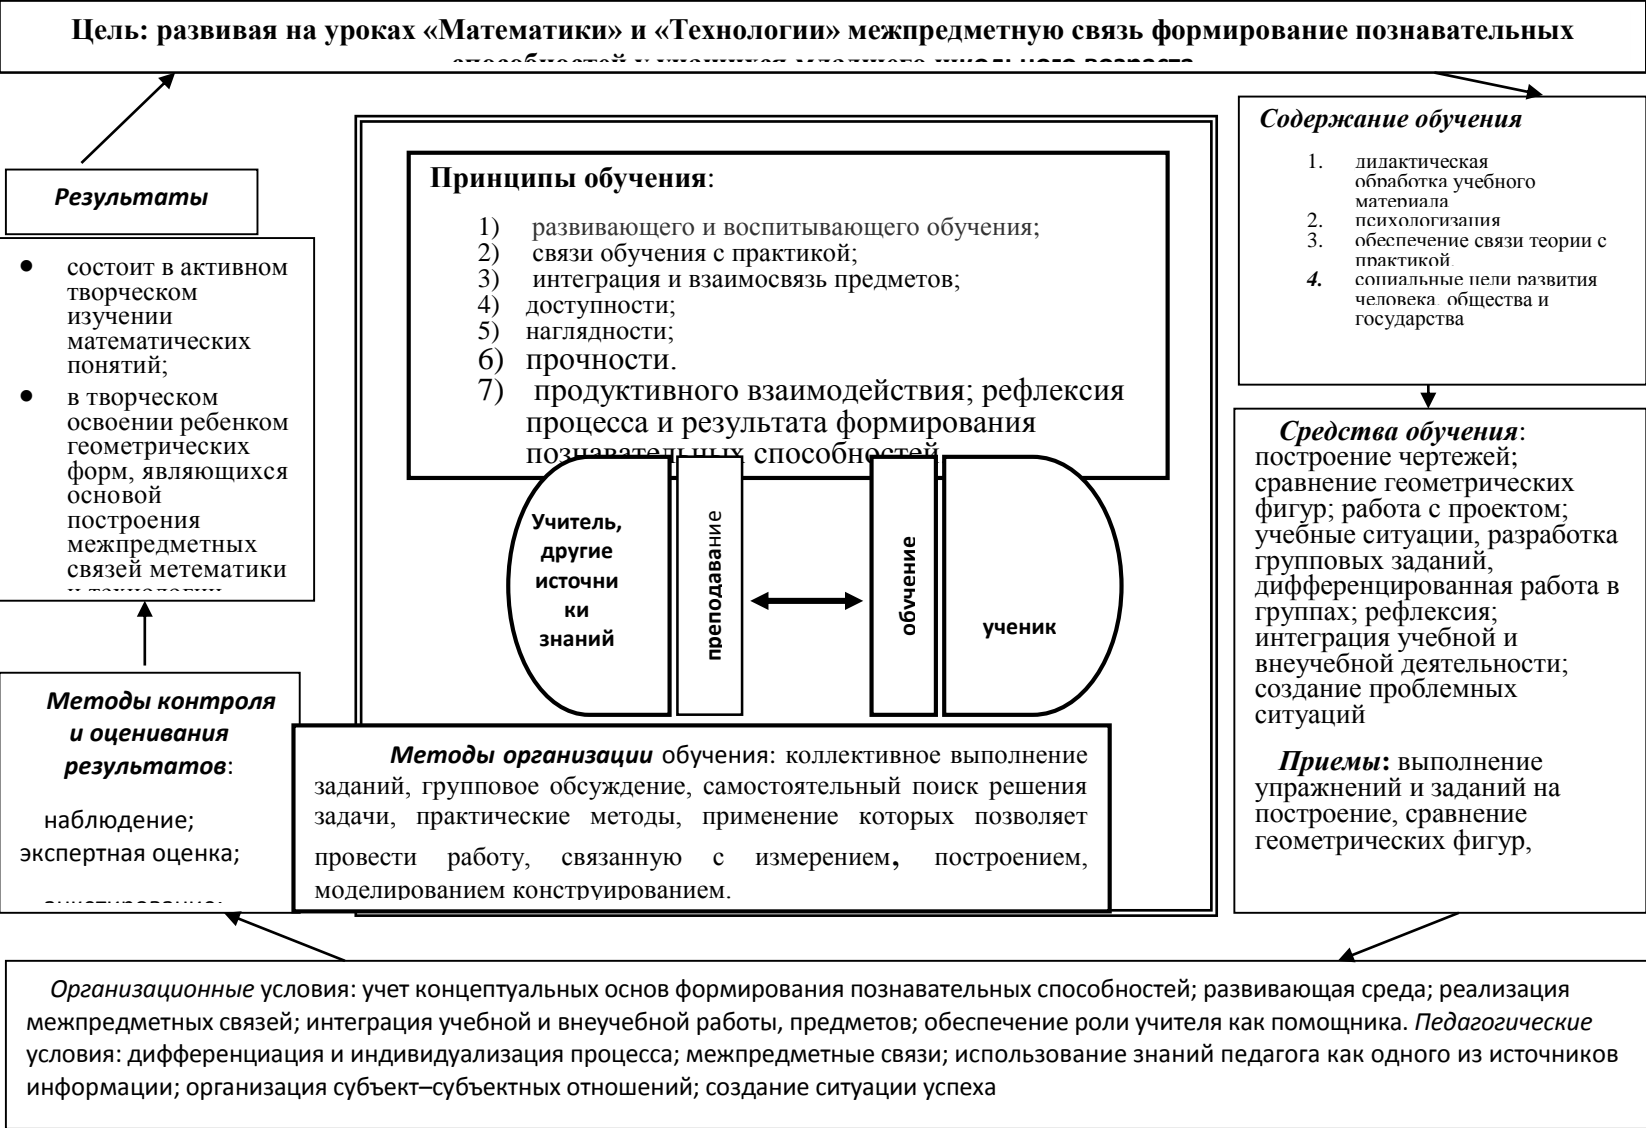 Цель: развивая на уроках «Математики» и «Технологии» межпредметную связь формирование познавательных
способностей у учащихся младшего школьного возраста
Результаты
состоит в активном
творческом
изучении
математических
понятий;
в творческом
освоении ребенком
геометрических
форм, являющихся
основой
построения
межпредметных
связей метематики
и технологии
Методы контроля
и оценивания
результатов:
наблюдение;
экспертная оценка;
Принципы обучения:
1) развивающего и воспитывающего обучения;
2) связи обучения с практикой;
3) интеграция и взаимосвязь предметов;
4) доступности;
5) наглядности;
6) прочности.
7) продуктивного взаимодействия; рефлексия
процесса и результата формирования
познавательных способностей
Учитель,
другие
источни
ки
знаний
преподавание
обучение
ученик
Методы организации обучения: коллективное выполнение
заданий, групповое обсуждение, самостоятельный поиск решения
задачи, практические методы, применение которых позволяет
провести работу, связанную с измерением, построением,
моделированием конструированием.
Содержание обучения
1. дидактическая
обработка учебного
материала
2. психологизация
3. обеспечение связи теории с
практикой.
4. социальные цели развития
человека, общества и
государства
Средства обучения:
построение чертежей;
сравнение геометрических
фигур; работа с проектом;
учебные ситуации, разработка
групповых заданий,
дифференцированная работа в
группах; рефлексия;
интеграция учебной и
внеучебной деятельности;
создание проблемных
ситуаций
Приемы: выполнение
упражнений и заданий на
построение, сравнение
геометрических фигур,
Организационные условия: учет концептуальных основ формирования познавательных способностей; развивающая среда; реализация
межпредметных связей; интеграция учебной и внеучебной работы, предметов; обеспечение роли учителя как помощника. Педагогические
условия: дифференциация и индивидуализация процесса; межпредметные связи; использование знаний педагога как одного из источников
информации; организация субъект–субъектных отношений; создание ситуации успеха